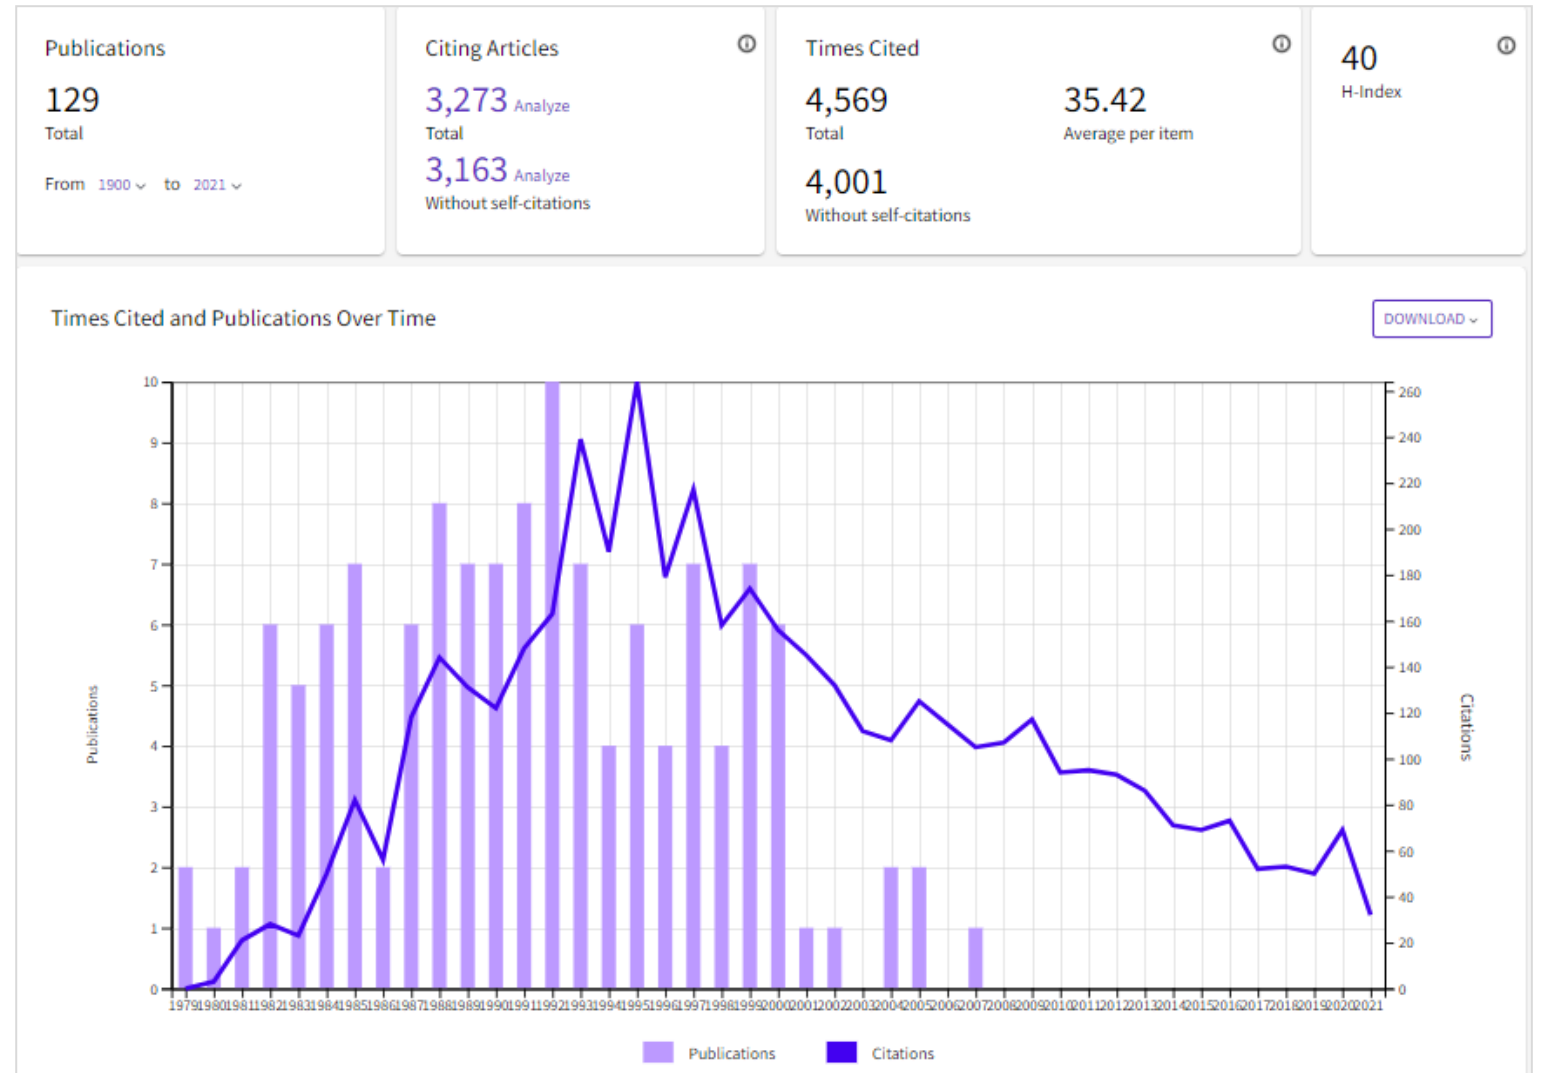 Publications
129
Total
From 1900 to 2021
Citing Articles
3,273 Analyze
Total
3,163 Analyze
Without self-citations
Times Cited
4,569
Total
35.42
Average per item
4,001
Without self-citations
40
H-Index
Times Cited and Publications Over Time
DOWNLOAD
10
9
8
7
6
5
4
3
2
1
0
Publications
260
240
220
200
180
160
140
120
100
80
60
40
20
0
Citations
1979 1980 1981 1982 1983 1984 1985 1986 1987 1988 1989 1990 1991 1992 1993 1994 1995 1996 1997 1998 1999 2000 2001 2002 2003 2004 2005 2006 2007 2008 2009 2010 2011 2012 2013 2014 2015 2016 2017 2018 2019 2020 2021
Publications Citations